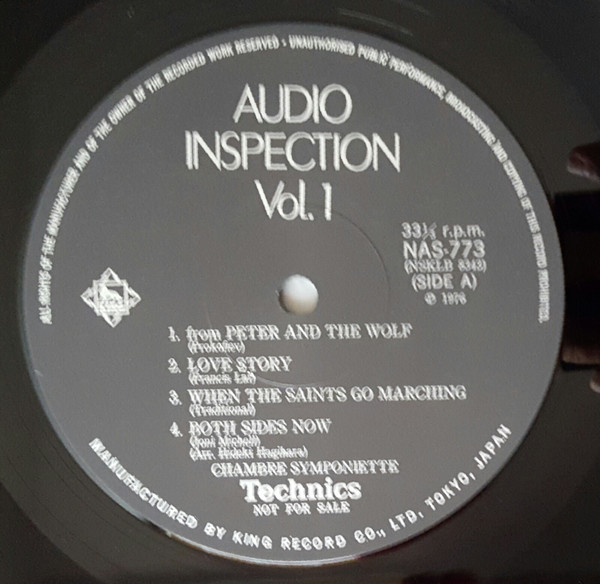 ALL RIGHTS OF THE MANUFACTURER AND OF THE OWNER OF THE RECORDED WORK RESERVED • UNAUTHORISED PUBLIC PERFORMANCE, BROADCASTING AND COPYING OF THIS RECORD PROHIBITED.
AUDIO
INSPECTION
Vol. 1
33⅓ r.p.m.
NAS-773
(NSKLB 8343)
(SIDE A)
℗ 1976
1. from PETER AND THE WOLF
(Prokofiev)
2. LOVE STORY
(Francis Lai)
3. WHEN THE SAINTS GO MARCHING
(Traditional)
4. BOTH SIDES NOW
(Joni Michell)
(Arr. Hideki Hagihara)
CHAMBRE SYMPONIETTE
Technics
NOT FOR SALE
MANUFACTURED BY KING RECORD CO., LTD. TOKYO, JAPAN